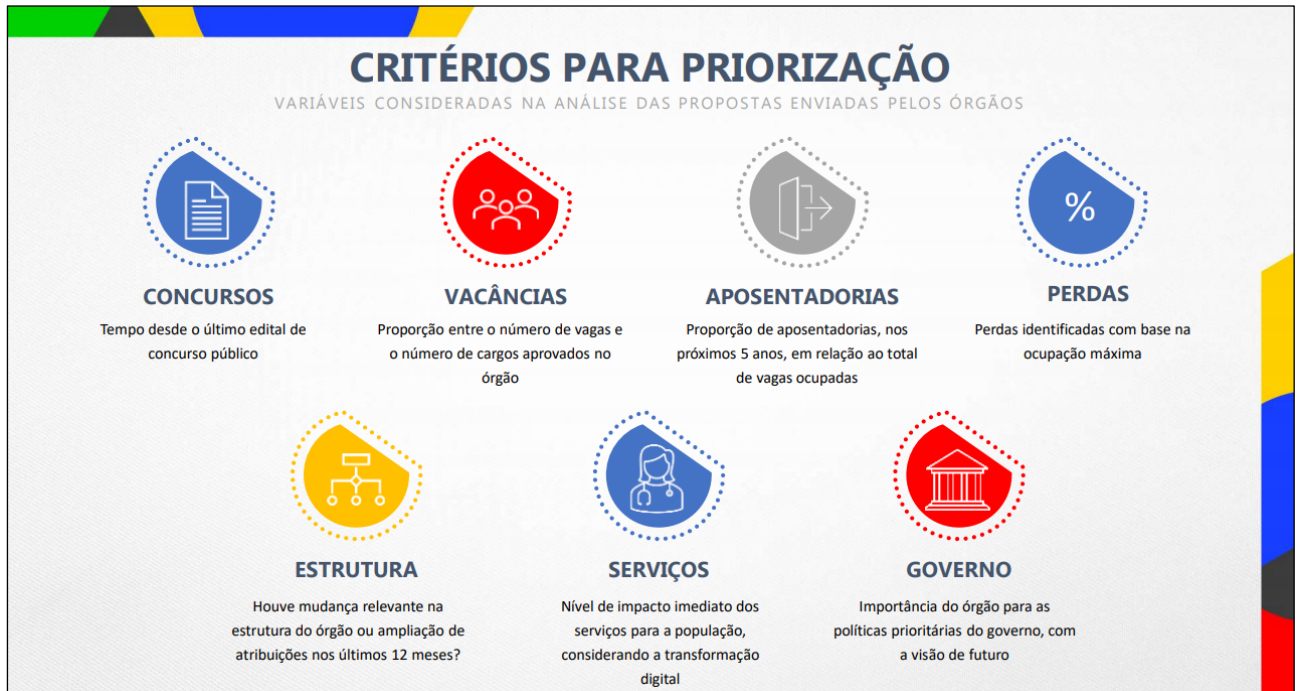 CRITÉRIOS PARA PRIORIZAÇÃO
VARIÁVEIS CONSIDERADAS NA ANÁLISE DAS PROPOSTAS ENVIADAS PELOS ÓRGÃOS
CONCURSOS
Tempo desde o último edital de
concurso público
VACÂNCIAS
Proporção entre o número de vagas e
o número de cargos aprovados no
órgão
APOSENTADORIAS
Proporção de aposentadorias, nos
próximos 5 anos, em relação ao total
de vagas ocupadas
%
PERDAS
Perdas identificadas com base na
ocupação máxima
ESTRUTURA
Houve mudança relevante na
estrutura do órgão ou ampliação de
atribuições nos últimos 12 meses?
SERVIÇOS
Nível de impacto imediato dos
serviços para a população,
considerando a transformação
digital
GOVERNO
Importância do órgão para as
políticas prioritárias do governo, com
a visão de futuro